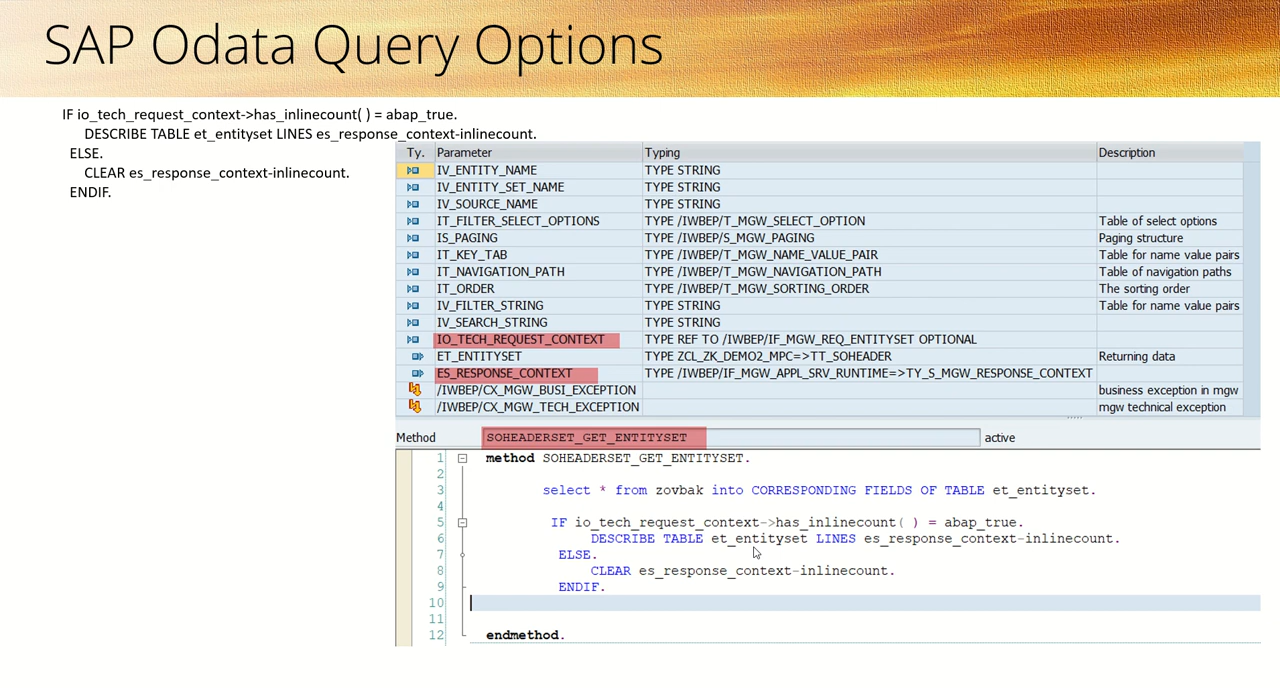 SAP Odata Query Options
IF io_tech_request_context->has_inlinecount( ) = abap_true.
DESCRIBE TABLE et_entityset LINES es_response_context-inlinecount.
ELSE.
CLEAR es_response_context-inlinecount.
ENDIF.
Ty. Parameter Typing Description
IV_ENTITY_NAME TYPE STRING
IV_ENTITY_SET_NAME TYPE STRING
IV_SOURCE_NAME TYPE STRING
IT_FILTER_SELECT_OPTIONS TYPE /IWBEP/T_MGW_SELECT_OPTION Table of select options
IS_PAGING TYPE /IWBEP/S_MGW_PAGING Paging structure
IT_KEY_TAB TYPE /IWBEP/T_MGW_NAME_VALUE_PAIR Table for name value pairs
IT_NAVIGATION_PATH TYPE /IWBEP/T_MGW_NAVIGATION_PATH Table of navigation paths
IT_ORDER TYPE /IWBEP/T_MGW_SORTING_ORDER The sorting order
IV_FILTER_STRING TYPE STRING Table for name value pairs
IV_SEARCH_STRING TYPE STRING
IO_TECH_REQUEST_CONTEXT TYPE REF TO /IWBEP/IF_MGW_REQ_ENTITYSET OPTIONAL
ET_ENTITYSET TYPE ZCL_ZK_DEMO2_MPC=>TT_SOHEADER Returning data
ES_RESPONSE_CONTEXT TYPE /IWBEP/IF_MGW_APPL_SRV_RUNTIME=>TY_S_MGW_RESPONSE_CONTEXT
/IWBEP/CX_MGW_BUSI_EXCEPTION business exception in mgw
/IWBEP/CX_MGW_TECH_EXCEPTION mgw technical exception
Method SOHEADERSET_GET_ENTITYSET active
1 method SOHEADERSET_GET_ENTITYSET.
2
3 select * from zovbak into CORRESPONDING FIELDS OF TABLE et_entityset.
4
5 IF io_tech_request_context->has_inlinecount( ) = abap_true.
6 DESCRIBE TABLE et_entityset LINES es_response_context-inlinecount.
7 ELSE.
8 CLEAR es_response_context-inlinecount.
9 ENDIF.
10
11
12 endmethod.